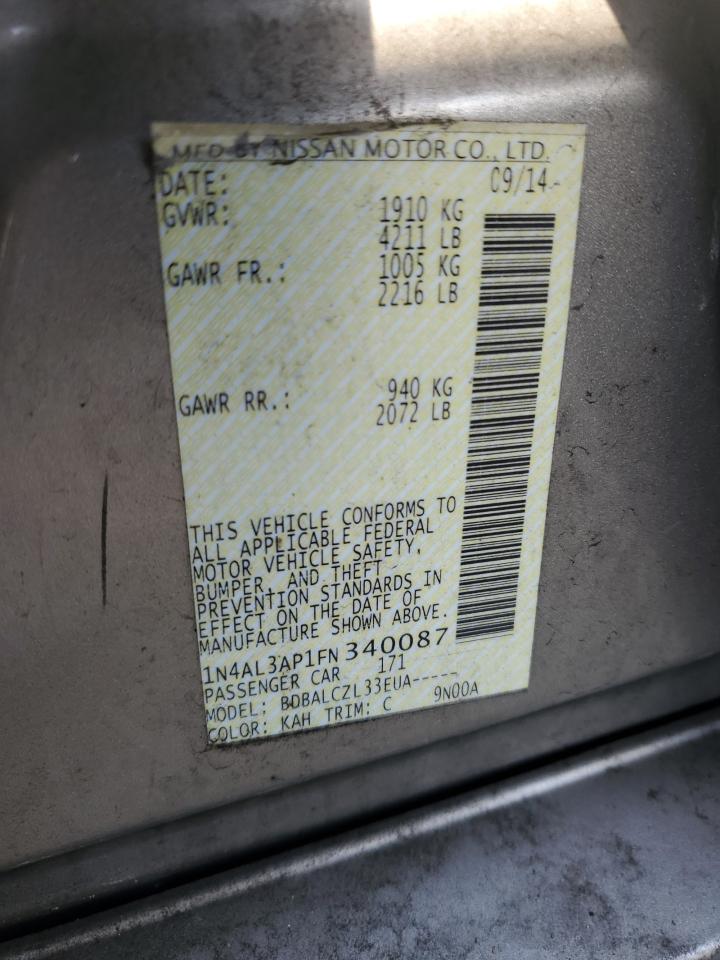 MFD BY NISSAN MOTOR CO., LTD.
DATE: 09/14
GVWR: 1910 KG
4211 LB
GAWR FR.: 1005 KG
2216 LB
GAWR RR.: 940 KG
2072 LB
THIS VEHICLE CONFORMS TO
ALL APPLICABLE FEDERAL
MOTOR VEHICLE SAFETY,
BUMPER, AND THEFT
PREVENTION STANDARDS IN
EFFECT ON THE DATE OF
MANUFACTURE SHOWN ABOVE.
1N4AL3AP1FN340087
PASSENGER CAR 171
MODEL: BDBALCZL33EUA-----
COLOR: KAH TRIM: C 9N00A